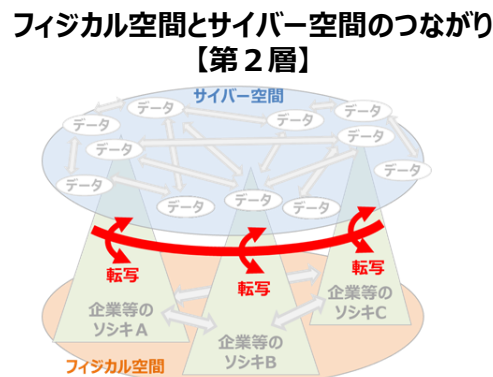 フィジカル空間とサイバー空間のつながり
【第２層】
サイバー空間
データ
データ
データ
データ
データ
データ
データ
データ
データ
データ
データ
転写
転写
転写
企業等の
ソシキA
企業等の
ソシキB
企業等の
ソシキC
フィジカル空間